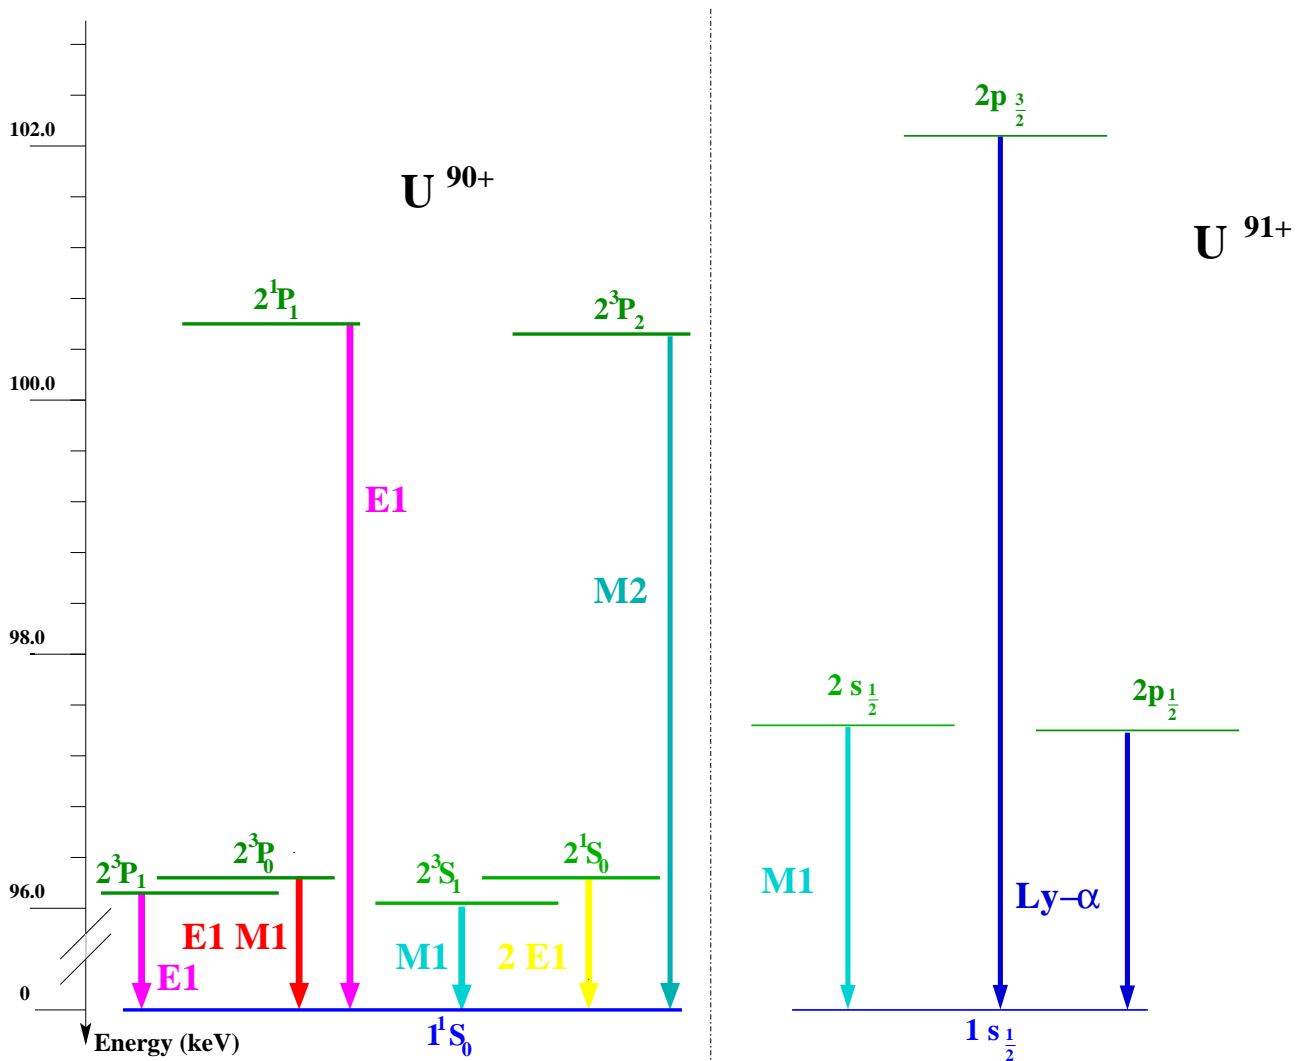 2p 3/2
102.0
U 90+
U 91+
2¹P₁
2³P₂
100.0
E1
M2
98.0
2 s 1/2
2p 1/2
2³P₁
2³P₀
2³S₁
2¹S₀
96.0
M1
Ly−α
E1 M1
E1
M1
2 E1
0
Energy (keV)
1¹S₀
1 s 1/2